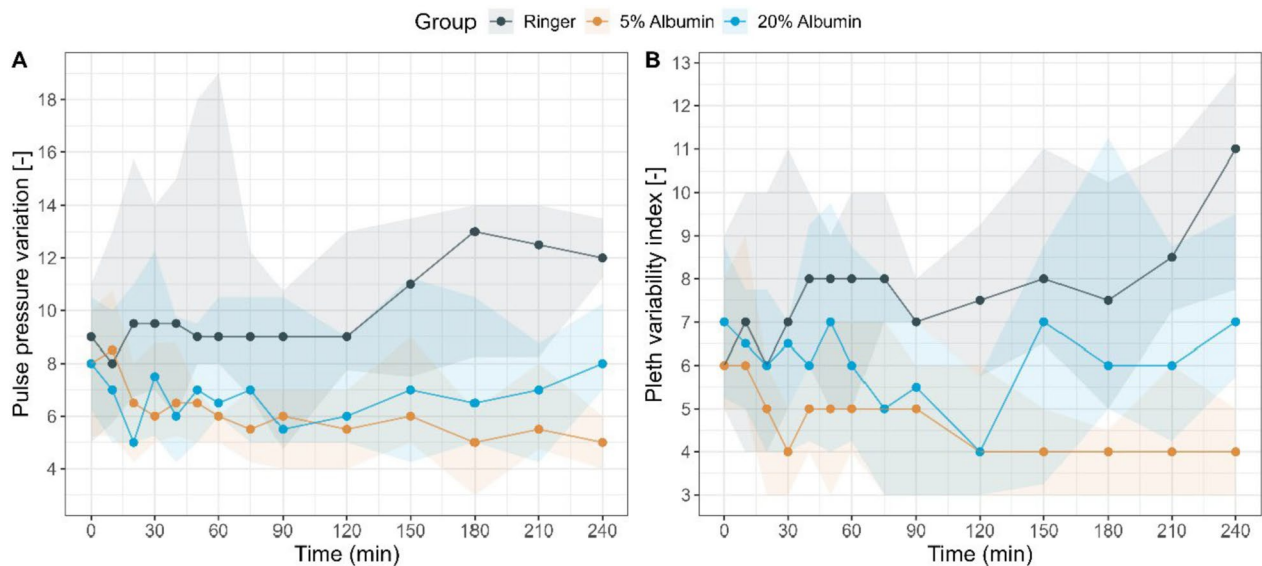 Group Ringer 5% Albumin 20% Albumin
A
Pulse pressure variation [-]
18
16
14
12
10
8
6
4
0 30 60 90 120 150 180 210 240
Time (min)
B
Pleth variability index [-]
13
12
11
10
9
8
7
6
5
4
3
0 30 60 90 120 150 180 210 240
Time (min)